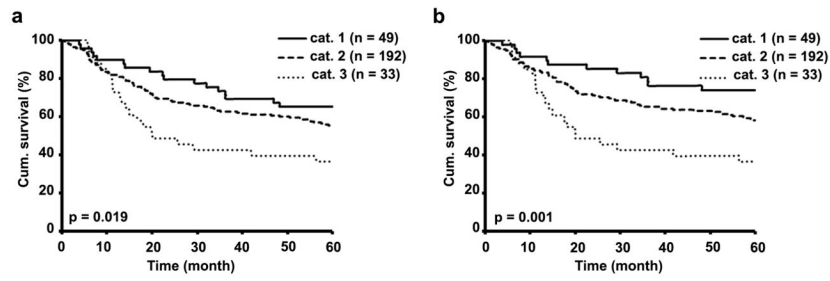 a
cat. 1 (n = 49)
cat. 2 (n = 192)
cat. 3 (n = 33)
Cum. survival (%)
100
80
60
40
20
0
p = 0.019
0 10 20 30 40 50 60
Time (month)
b
cat. 1 (n = 49)
cat. 2 (n = 192)
cat. 3 (n = 33)
Cum. survival (%)
100
80
60
40
20
0
p = 0.001
0 10 20 30 40 50 60
Time (month)